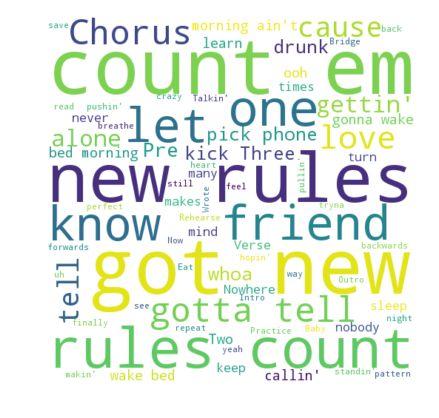 save Chorus morning ain't cause back
learn drunk Bridge
ooh
count em
read pushin' crazy Talkin' times gettin'
never let one gonna wake
alone breathe pick phone love
bed morning Pre kick Three turn
heart many pullin'
new rules
still makes feel tryna
know Wrote friend
perfect Rehearse
forwards Now mind Verse backwards
uh Eat hopin' way nobody
tell got new
whoa Nowhere Intro Outro sleep
see gotta tell
finally repeat Two Practice Baby night
yeah
rules count
makin' wake bed keep callin' standin pattern